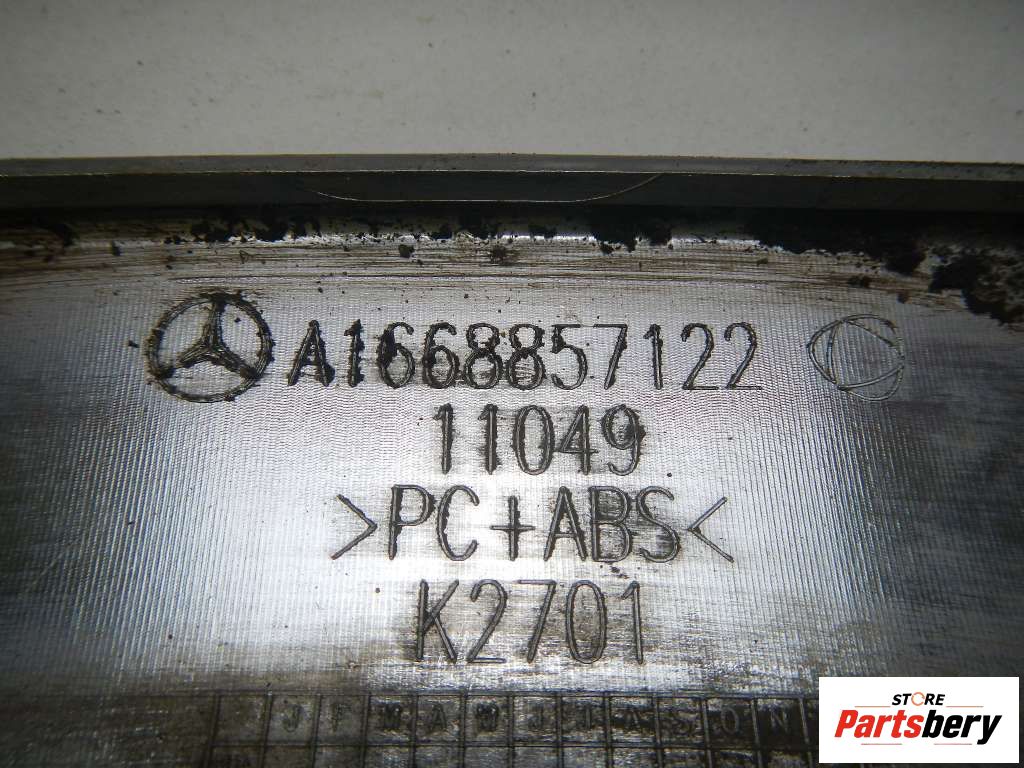 A1668857122
11049
>PC+ABS<
K2701
J F M A M J J A S O N
STORE
Partsbery